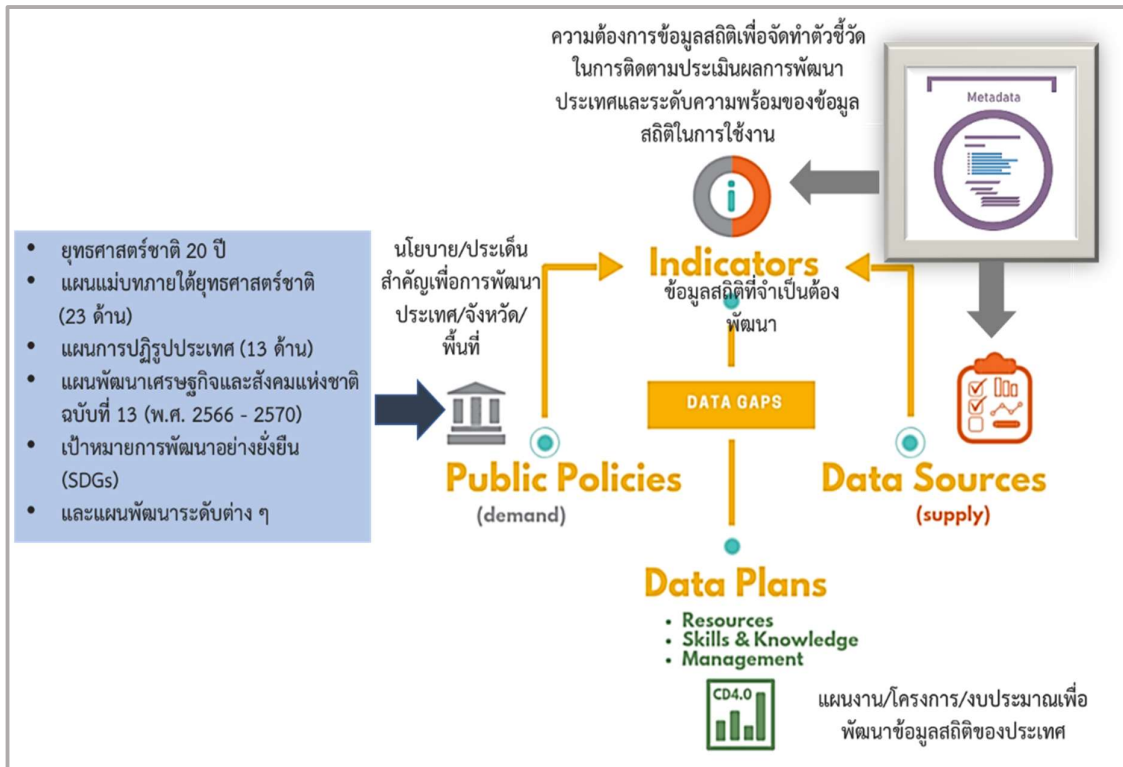 ความต้องการข้อมูลสถิติเพื่อจัดทำตัวชี้วัด
ในการติดตามประเมินผลการพัฒนา
ประเทศและระดับความพร้อมของข้อมูล
สถิติในการใช้งาน
Metadata
• ยุทธศาสตร์ชาติ 20 ปี
• แผนแม่บทภายใต้ยุทธศาสตร์ชาติ
(23 ด้าน)
• แผนการปฏิรูปประเทศ (13 ด้าน)
• แผนพัฒนาเศรษฐกิจและสังคมแห่งชาติ
ฉบับที่ 13 (พ.ศ. 2566 - 2570)
• เป้าหมายการพัฒนาอย่างยั่งยืน
(SDGs)
• และแผนพัฒนาระดับต่าง ๆ
นโยบาย/ประเด็น
สำคัญเพื่อการพัฒนา
ประเทศ/จังหวัด/
พื้นที่
Public Policies
(demand)
i
Indicators
ข้อมูลสถิติที่จำเป็นต้อง
พัฒนา
DATA GAPS
Data Sources
(supply)
Data Plans
• Resources
• Skills & Knowledge
• Management
CD4.0
แผนงาน/โครงการ/งบประมาณเพื่อ
พัฒนาข้อมูลสถิติของประเทศ